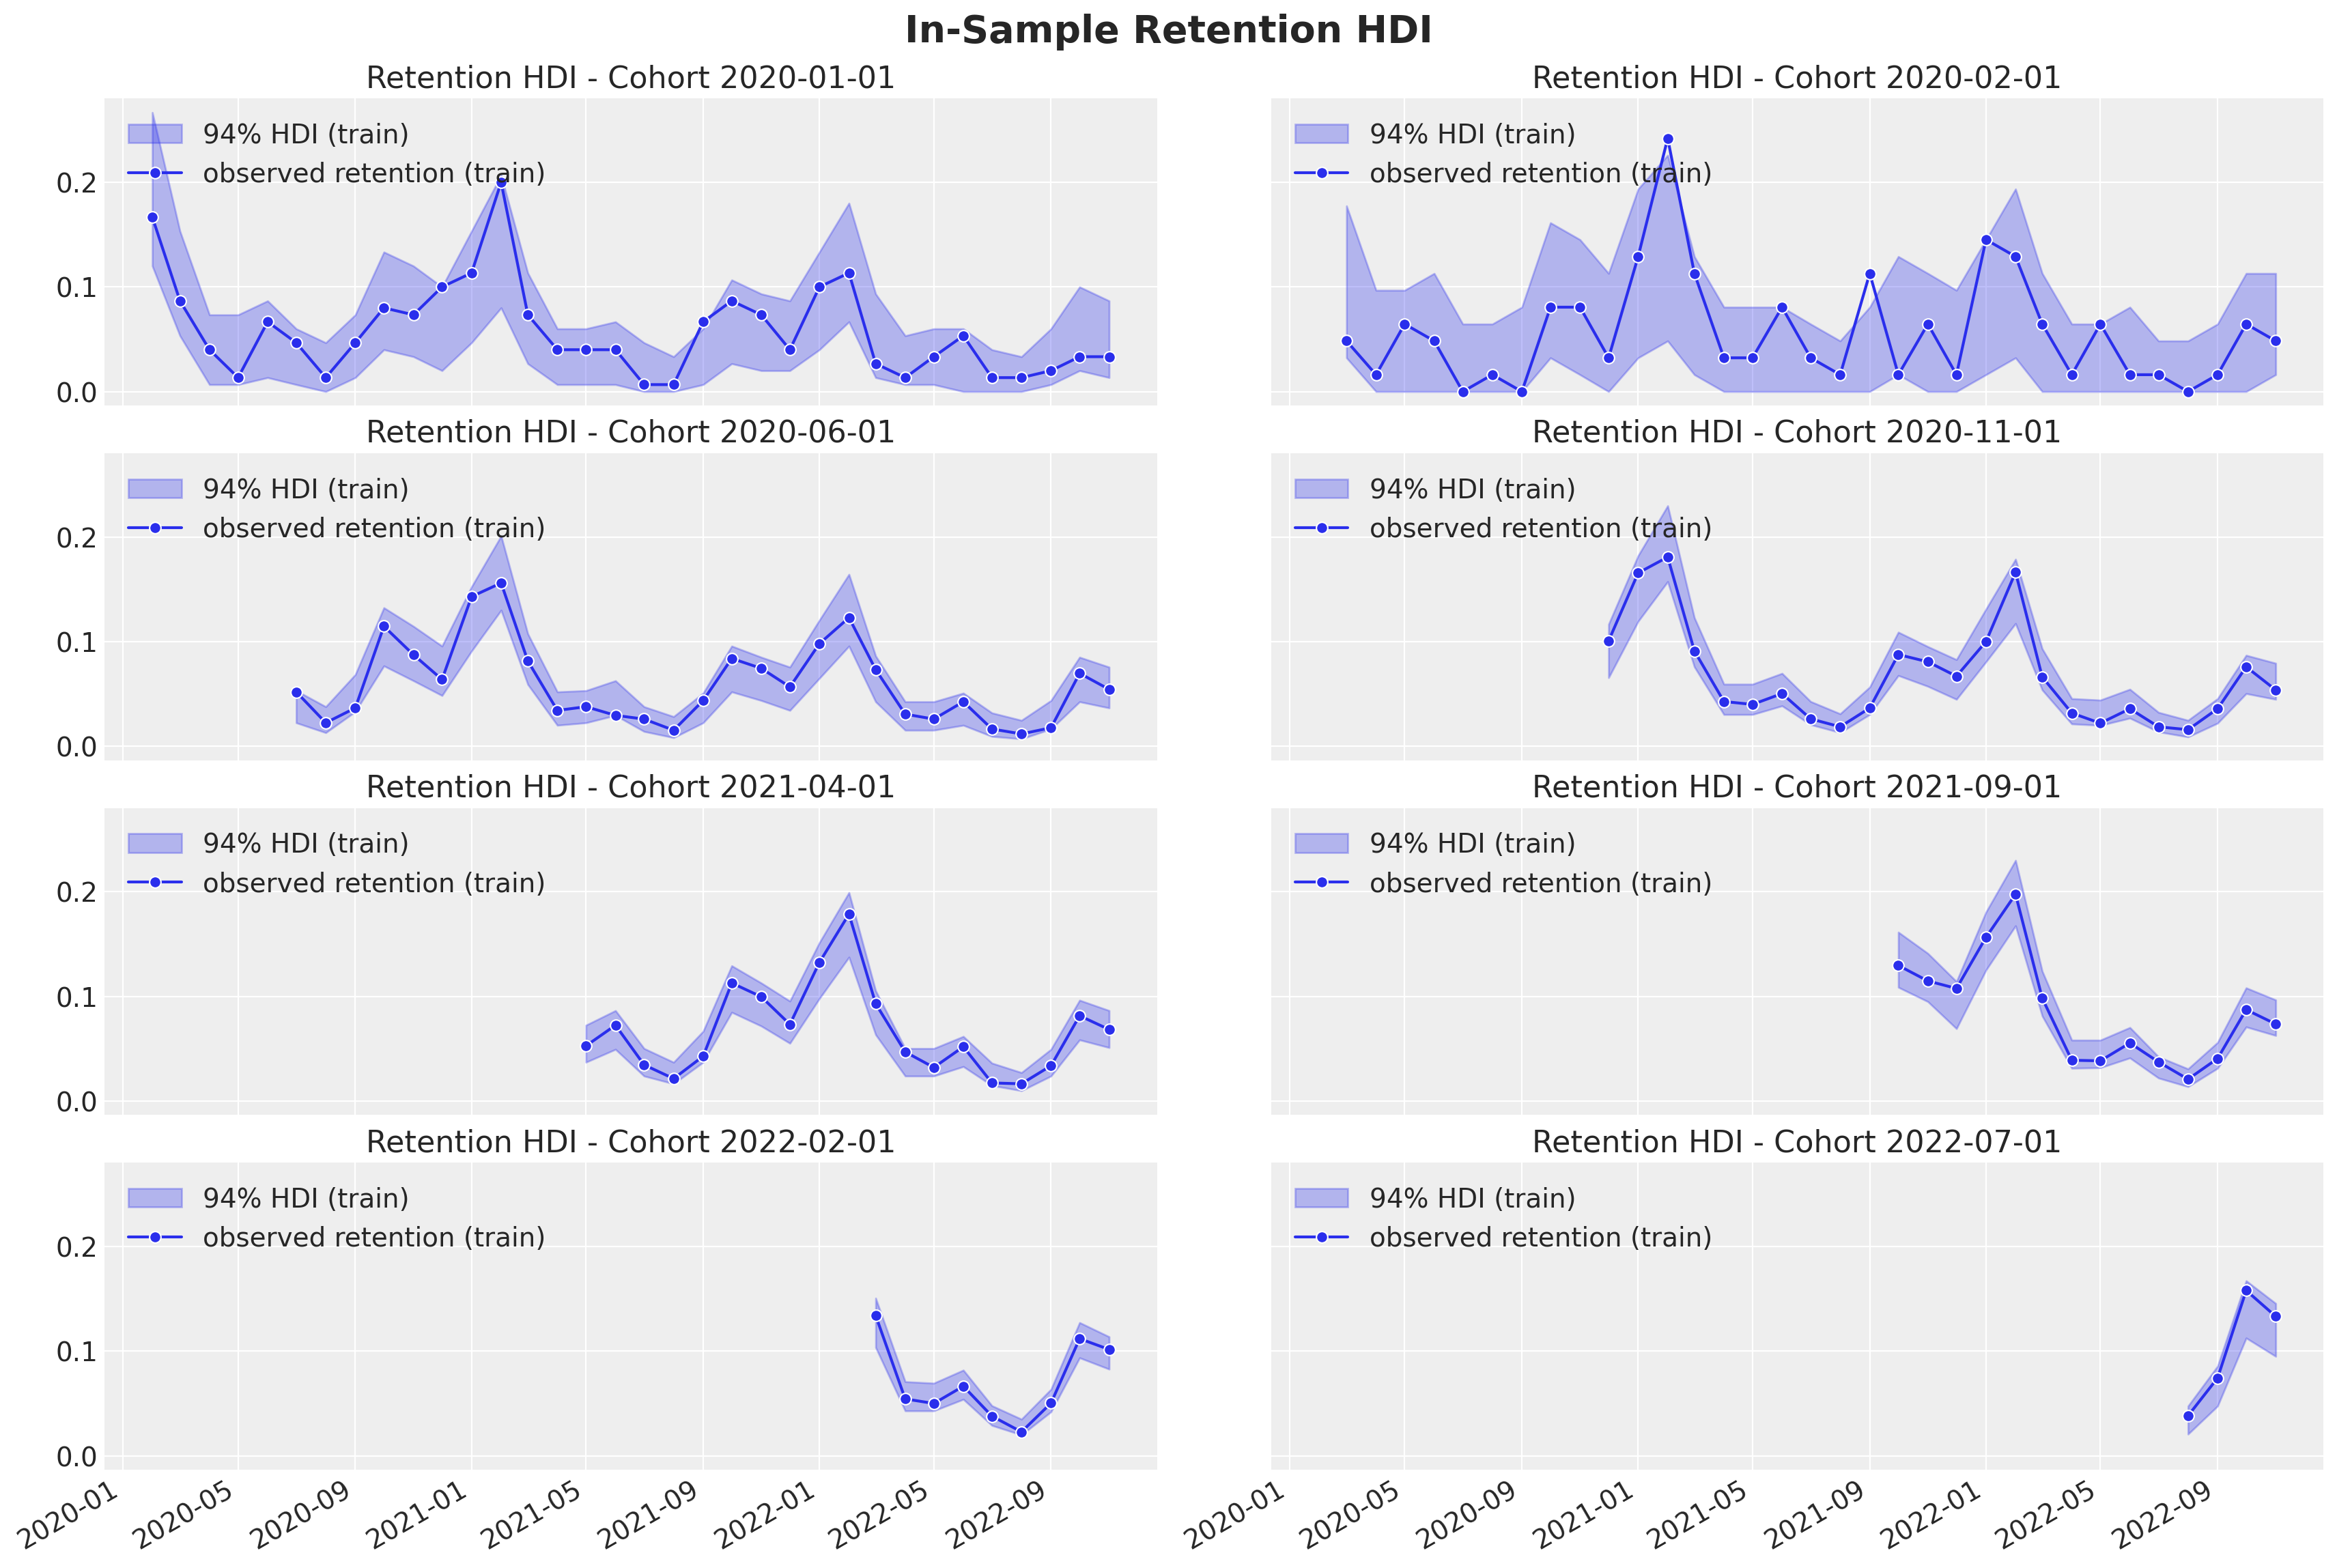 In-Sample Retention HDI
Retention HDI - Cohort 2020-01-01
94% HDI (train)
observed retention (train)
0.2
0.1
0.0
Retention HDI - Cohort 2020-02-01
94% HDI (train)
observed retention (train)
Retention HDI - Cohort 2020-06-01
94% HDI (train)
observed retention (train)
0.2
0.1
0.0
Retention HDI - Cohort 2020-11-01
94% HDI (train)
observed retention (train)
Retention HDI - Cohort 2021-04-01
94% HDI (train)
observed retention (train)
0.2
0.1
0.0
Retention HDI - Cohort 2021-09-01
94% HDI (train)
observed retention (train)
Retention HDI - Cohort 2022-02-01
94% HDI (train)
observed retention (train)
0.2
0.1
0.0
2020-01
2020-05
2020-09
2021-01
2021-05
2021-09
2022-01
2022-05
2022-09
Retention HDI - Cohort 2022-07-01
94% HDI (train)
observed retention (train)
2020-01
2020-05
2020-09
2021-01
2021-05
2021-09
2022-01
2022-05
2022-09